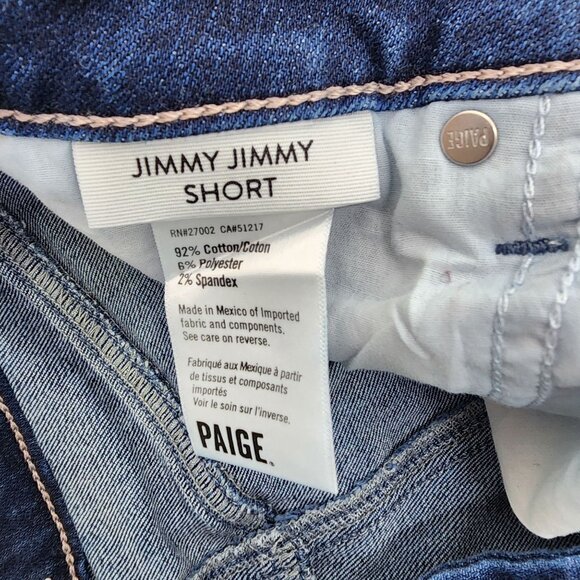 JIMMY JIMMY
SHORT
PAIGE
RN#27002 CA#51217
92% Cotton/Coton
6% Polyester
2% Spandex
Made in Mexico of Imported
fabric and components.
See care on reverse.
Fabriqué aux Mexique à partir
de tissus et composants
importés
Voir le soin sur l'inverse.
PAIGE